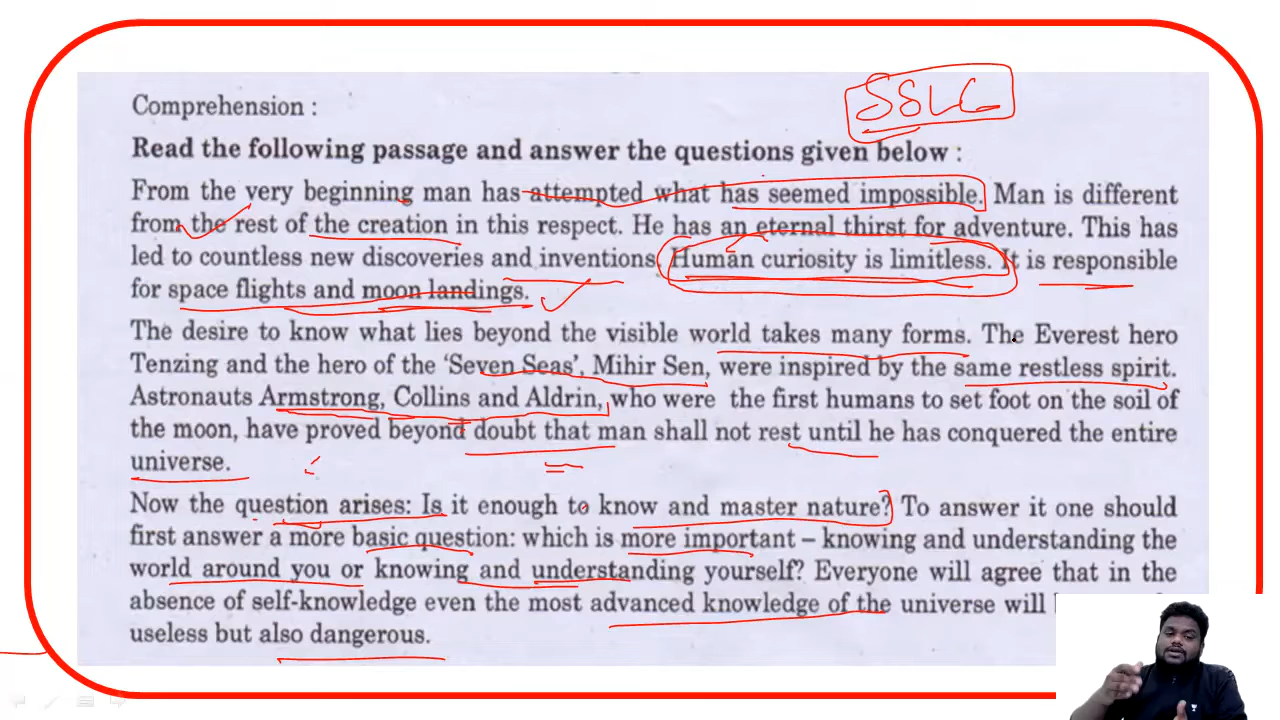 SSLC
Comprehension :
Read the following passage and answer the questions given below :
From the very beginning man has attempted what has seemed impossible. Man is different
from the rest of the creation in this respect. He has an eternal thirst for adventure. This has
led to countless new discoveries and inventions. Human curiosity is limitless. It is responsible
for space flights and moon landings.
The desire to know what lies beyond the visible world takes many forms. The Everest hero
Tenzing and the hero of the 'Seven Seas', Mihir Sen, were inspired by the same restless spirit.
Astronauts Armstrong, Collins and Aldrin, who were the first humans to set foot on the soil of
the moon, have proved beyond doubt that man shall not rest until he has conquered the entire
universe.
Now the question arises: Is it enough to know and master nature? To answer it one should
first answer a more basic question: which is more important – knowing and understanding the
world around you or knowing and understanding yourself? Everyone will agree that in the
absence of self-knowledge even the most advanced knowledge of the universe will
useless but also dangerous.